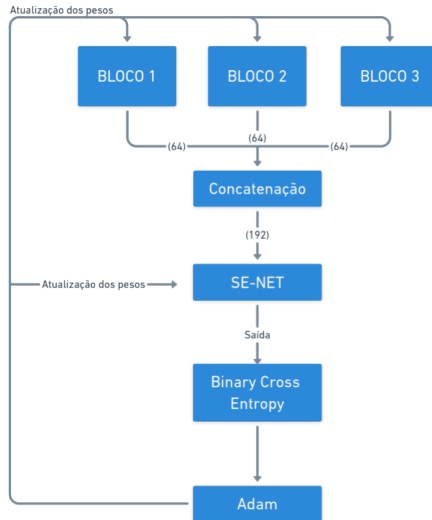 Atualização dos pesos
BLOCO 1
BLOCO 2
BLOCO 3
(64)
(64)
(64)
Concatenação
(192)
Atualização dos pesos
SE-NET
Saída
Binary Cross
Entropy
Adam